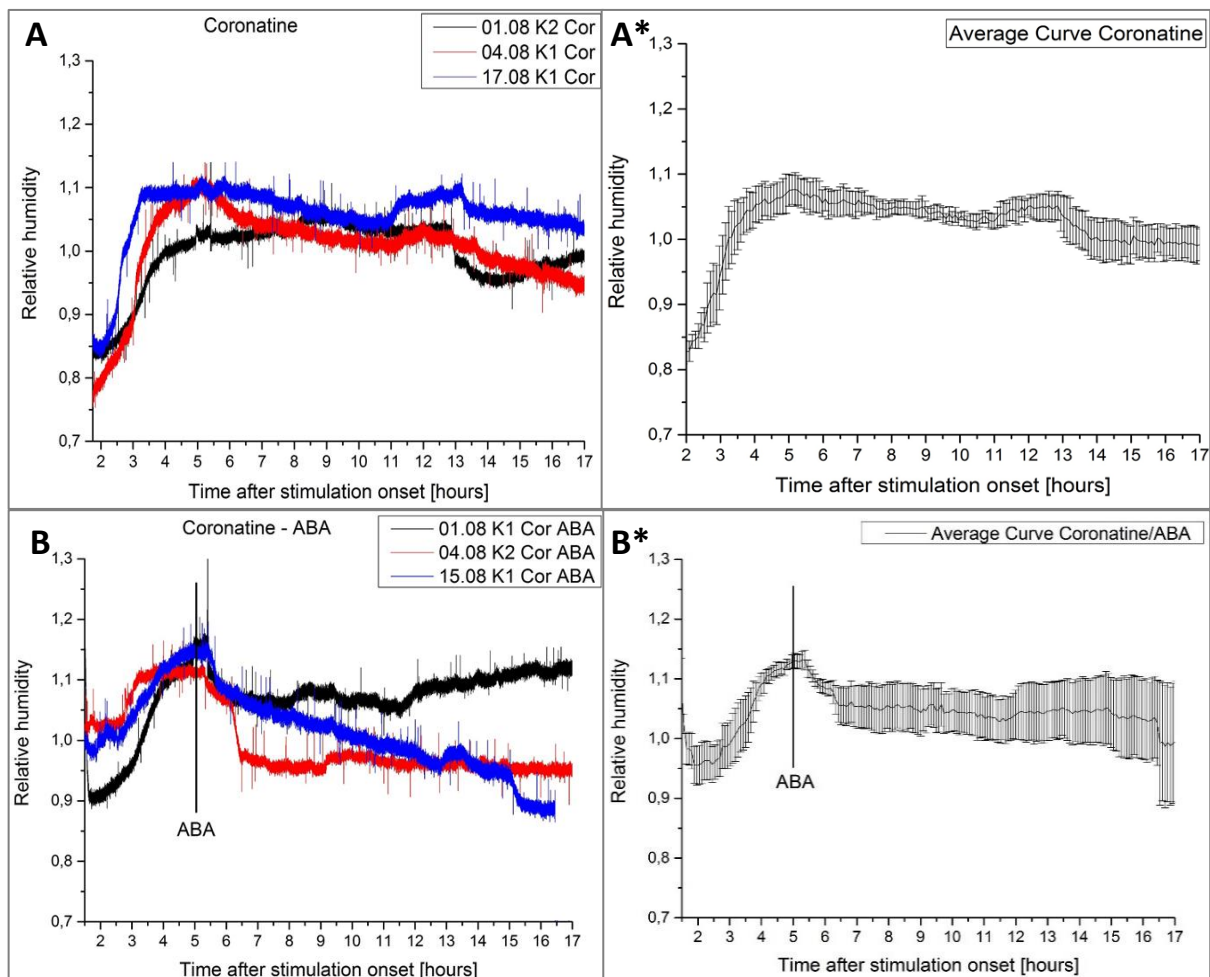 A
Coronatine
01.08 K2 Cor
04.08 K1 Cor
17.08 K1 Cor
1,3
1,2
1,1
1,0
0,9
0,8
0,7
Relative humidity
2 3 4 5 6 7 8 9 10 11 12 13 14 15 16 17
Time after stimulation onset [hours]
A*
Average Curve Coronatine
1,3
1,2
1,1
1,0
0,9
0,8
0,7
Relative humidity
2 3 4 5 6 7 8 9 10 11 12 13 14 15 16 17
Time after stimulation onset [hours]
B
Coronatine - ABA
01.08 K1 Cor ABA
04.08 K2 Cor ABA
15.08 K1 Cor ABA
1,3
1,2
1,1
1,0
0,9
0,8
0,7
Relative humidity
ABA
2 3 4 5 6 7 8 9 10 11 12 13 14 15 16 17
Time after stimulation onset [hours]
B*
Average Curve Coronatine/ABA
1,3
1,2
1,1
1,0
0,9
0,8
0,7
Relative humidity
ABA
2 3 4 5 6 7 8 9 10 11 12 13 14 15 16 17
Time after stimulation onset [hours]